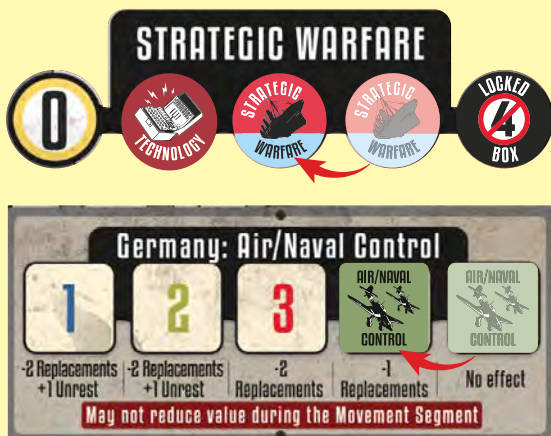 STRATEGIC WARFARE
0
TECHNOLOGY
STRATEGIC
WARFARE
STRATEGIC
WARFARE
LOCKED
4
BOX
Germany: Air/Naval Control
1
2
3
AIR/NAVAL
CONTROL
AIR/NAVAL
CONTROL
-2 Replacements
+1 Unrest
-2 Replacements
+1 Unrest
-2
Replacements
-1
Replacements
No effect
May not reduce value during the Movement Segment